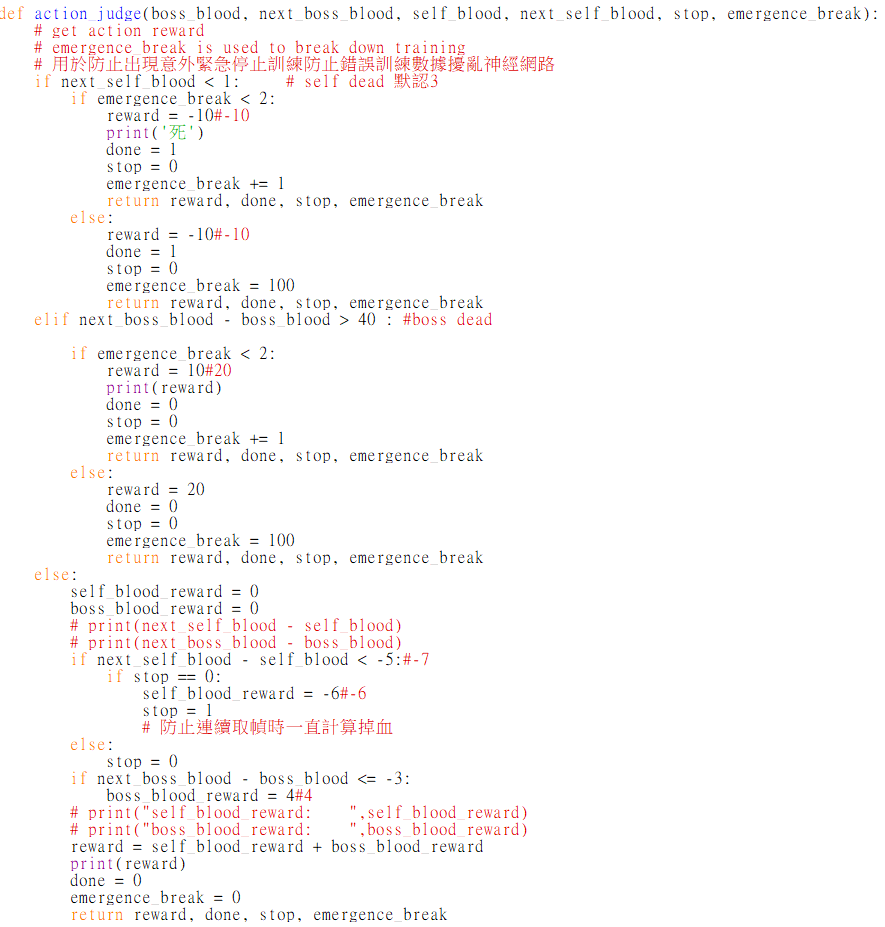 def action_judge(boss_blood, next_boss_blood, self_blood, next_self_blood, stop, emergence_break):
    # get action reward
    # emergence_break is used to break down training
    # 用於防止出現意外緊急停止訓練防止錯誤訓練數據擾亂神經網路
    if next_self_blood < 1:     # self dead 默認3
        if emergence_break < 2:
            reward = -10#-10
            print('死')
            done = 1
            stop = 0
            emergence_break += 1
            return reward, done, stop, emergence_break
        else:
            reward = -10#-10
            done = 1
            stop = 0
            emergence_break = 100
            return reward, done, stop, emergence_break
    elif next_boss_blood - boss_blood > 40 : #boss dead
        if emergence_break < 2:
            reward = 10#20
            print(reward)
            done = 0
            stop = 0
            emergence_break += 1
            return reward, done, stop, emergence_break
        else:
            reward = 20
            done = 0
            stop = 0
            emergence_break = 100
            return reward, done, stop, emergence_break
    else:
        self_blood_reward = 0
        boss_blood_reward = 0
        # print(next_self_blood - self_blood)
        # print(next_boss_blood - boss_blood)
        if next_self_blood - self_blood < -5:#-7
            if stop == 0:
                self_blood_reward = -6#-6
                stop = 1
                # 防止連續取幀時一直計算掉血
        else:
            stop = 0
        if next_boss_blood - boss_blood <= -3:
            boss_blood_reward = 4#4
        # print("self_blood_reward:    ",self_blood_reward)
        # print("boss_blood_reward:    ",boss_blood_reward)
        reward = self_blood_reward + boss_blood_reward
        print(reward)
        done = 0
        emergence_break = 0
        return reward, done, stop, emergence_break